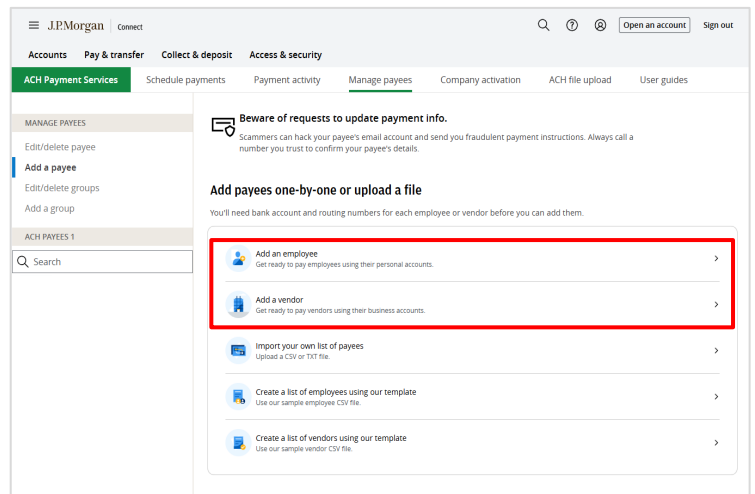 J.P.Morgan Connect
Open an account Sign out
Accounts Pay & transfer Collect & deposit Access & security
ACH Payment Services Schedule payments Payment activity Manage payees Company activation ACH file upload User guides
MANAGE PAYEES
Edit/delete payee
Add a payee
Edit/delete groups
Add a group
ACH PAYEES 1
Search
Beware of requests to update payment info.
Scammers can hack your payee's email account and send you fraudulent payment instructions. Always call a
number you trust to confirm your payee's details.
Add payees one-by-one or upload a file
You'll need bank account and routing numbers for each employee or vendor before you can add them.
Add an employee
Get ready to pay employees using their personal accounts.
Add a vendor
Get ready to pay vendors using their business accounts.
Import your own list of payees
Upload a CSV or TXT file.
Create a list of employees using our template
Use our sample employee CSV file.
Create a list of vendors using our template
Use our sample vendor CSV file.